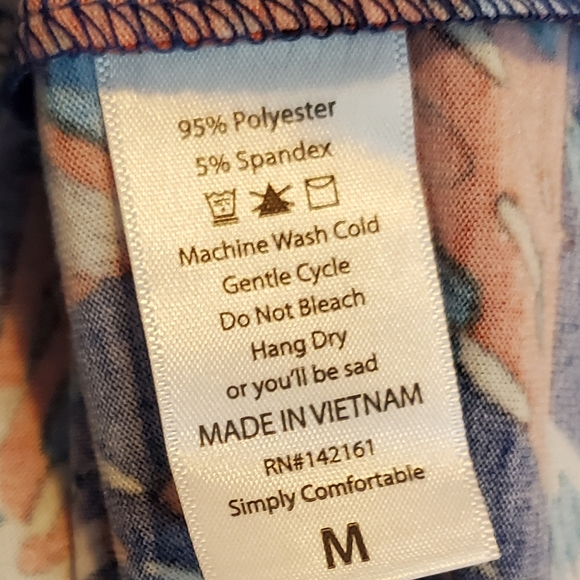 95% Polyester
5% Spandex
Machine Wash Cold
Gentle Cycle
Do Not Bleach
Hang Dry
or you'll be sad
MADE IN VIETNAM
RN#142161
Simply Comfortable
M